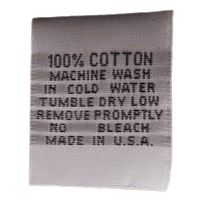 100% COTTON
MACHINE WASH
IN COLD WATER
TUMBLE DRY LOW
REMOVE PROMPTLY
NO BLEACH
MADE IN U.S.A.